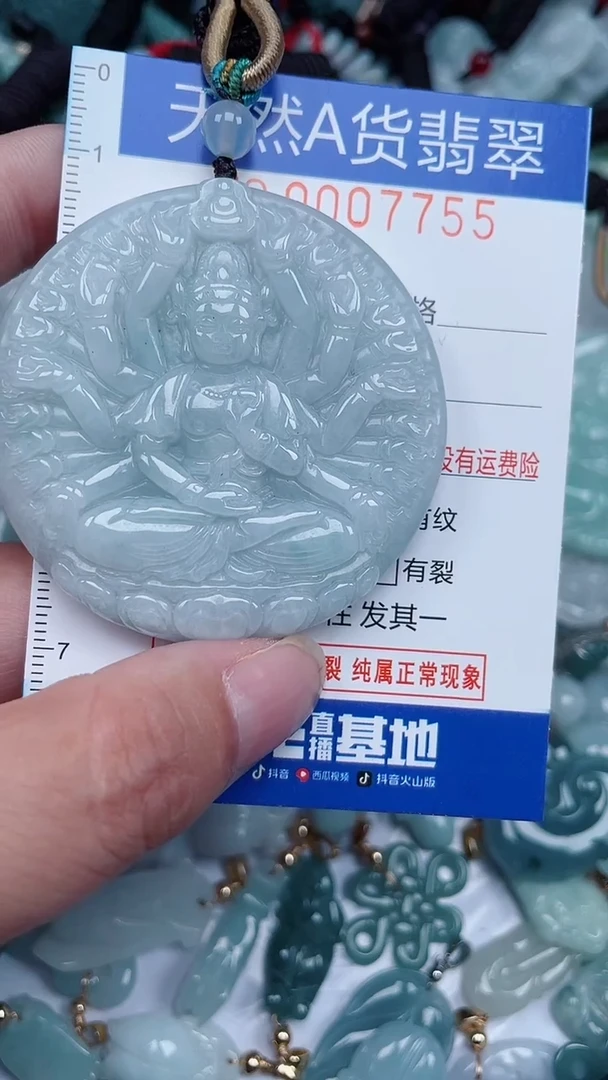 0
天然A货翡翠
1
0007755
格
没有运费险
有纹
有裂
发其一
7
裂 纯属正常现象
直播基地
抖音 西瓜视频 抖音火山版